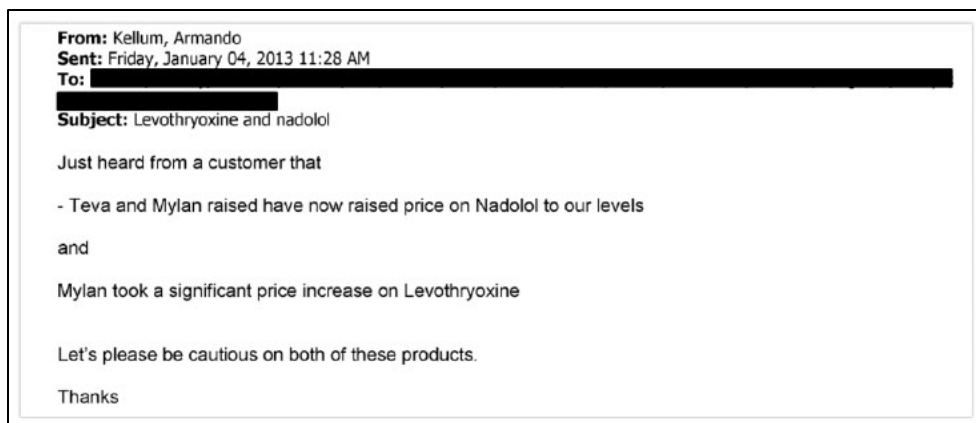 From: Kellum, Armando
Sent: Friday, January 04, 2013 11:28 AM
To:
Subject: Levothryoxine and nadolol
Just heard from a customer that
- Teva and Mylan raised have now raised price on Nadolol to our levels
and
Mylan took a significant price increase on Levothryoxine
Let's please be cautious on both of these products.
Thanks